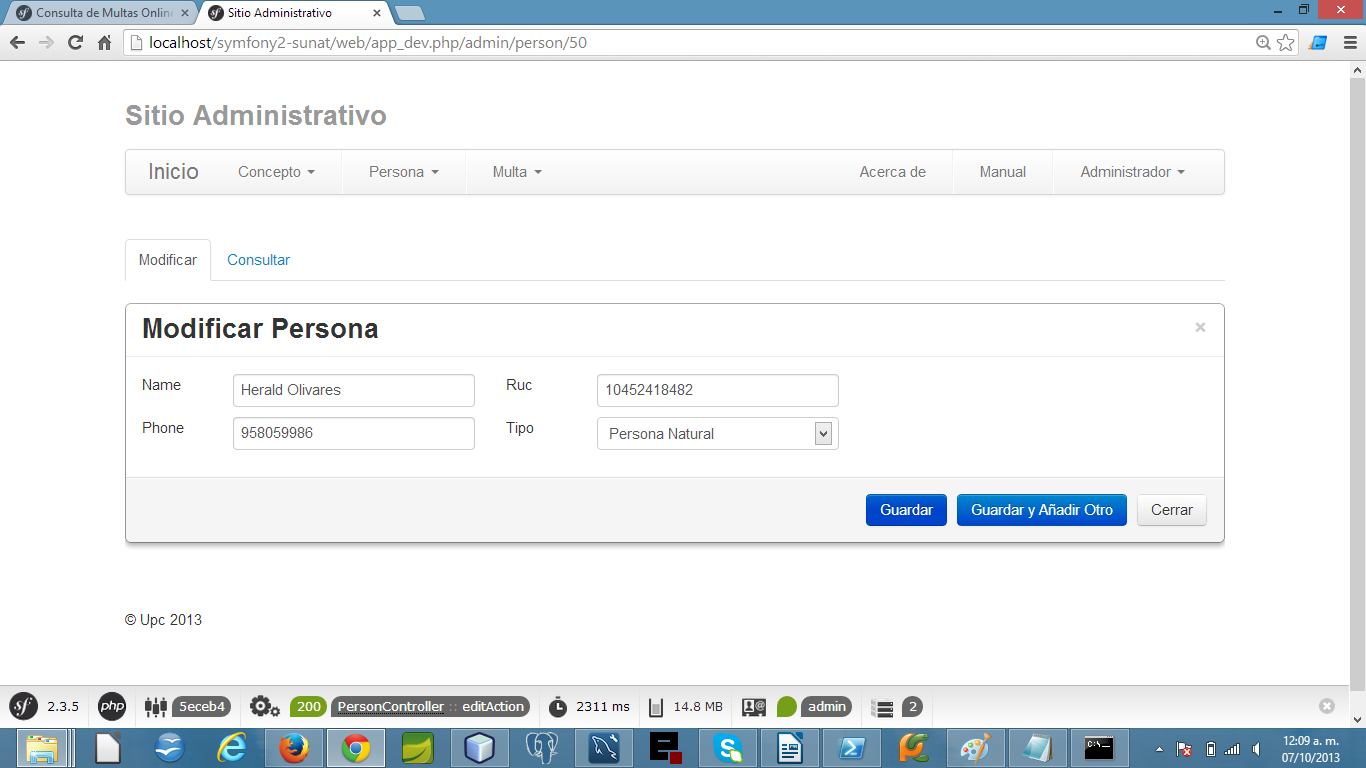 Consulta de Multas Online
Sitio Administrativo
localhost/symfony2-sunat/web/app_dev.php/admin/person/50
Sitio Administrativo
Inicio Concepto Persona Multa Acerca de Manual Administrador
Modificar Consultar
Modificar Persona ×
Name Herald Olivares Ruc 10452418482
Phone 958059986 Tipo Persona Natural
Guardar Guardar y Añadir Otro Cerrar
© Upc 2013
sf 2.3.5 php 5eceb4 200 PersonController :: editAction 2311 ms 14.8 MB admin 2
12:09 a. m.
07/10/2013